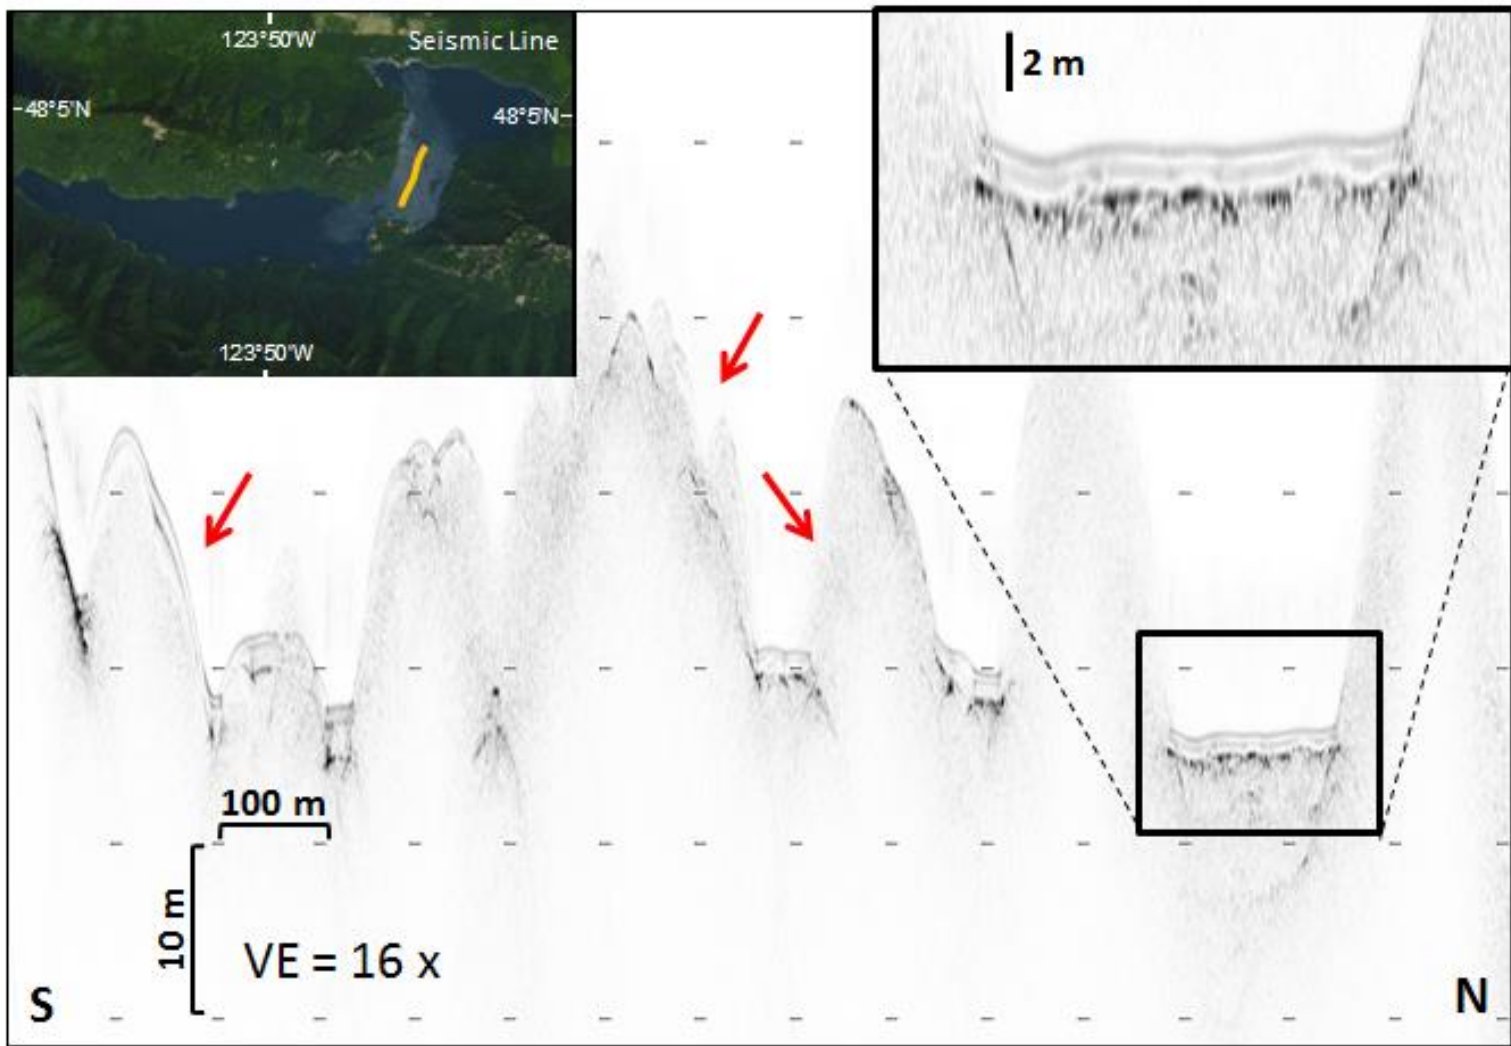 123°50'W
Seismic Line
48°5'N
48°5'N
123°50'W
2 m
100 m
10 m
VE = 16 x
S
N